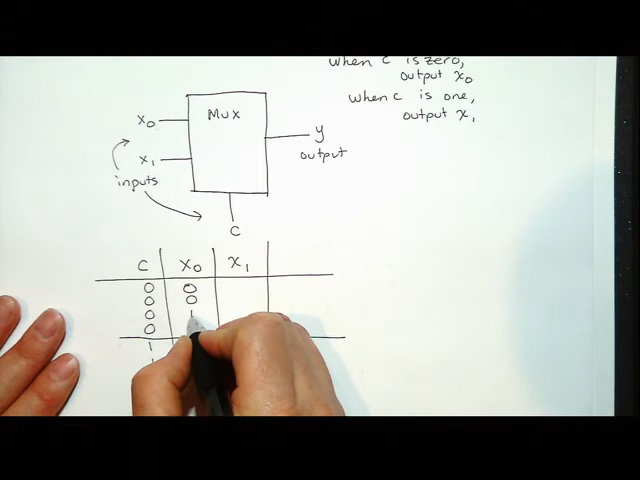 when C is zero,
output x0
when c is one,
output x1
x0
Mux
y
output
x1
inputs
c
C x0 x1
0 0
0 0
0 1
0
1